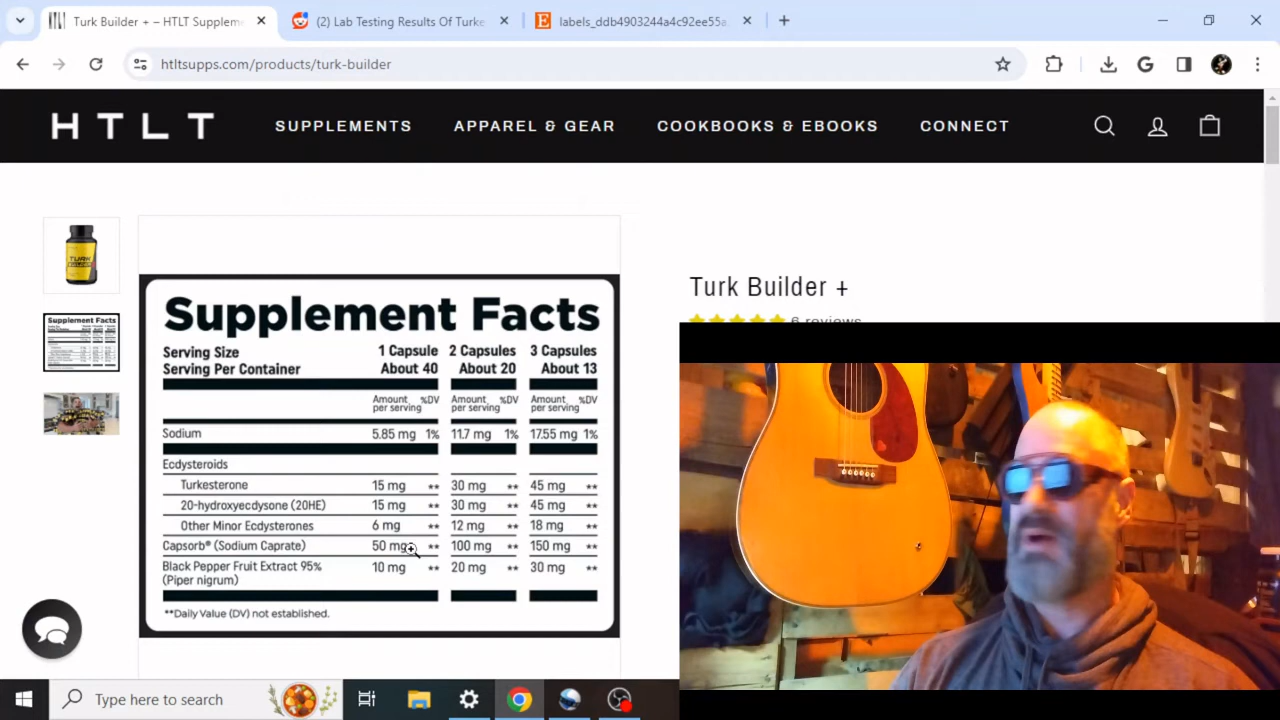 Turk Builder + – HTLT Supplem
(2) Lab Testing Results Of Turke
labels_ddb4903244a4c92ee55a
htltsupps.com/products/turk-builder
HTLT
SUPPLEMENTS
APPAREL & GEAR
COOKBOOKS & EBOOKS
CONNECT
Supplement Facts
Serving Size 1 Capsule 2 Capsules 3 Capsules
Serving Per Container About 40 About 20 About 13
Amount per serving %DV Amount per serving %DV Amount per serving %DV
Sodium 5.85 mg 1% 11.7 mg 1% 17.55 mg 1%
Ecdysteroids
Turkesterone 15 mg ** 30 mg ** 45 mg **
20-hydroxyecdysone (20HE) 15 mg ** 30 mg ** 45 mg **
Other Minor Ecdysterones 6 mg ** 12 mg ** 18 mg **
Capsorb® (Sodium Caprate) 50 mg ** 100 mg ** 150 mg **
Black Pepper Fruit Extract 95% 10 mg ** 20 mg ** 30 mg **
(Piper nigrum)
**Daily Value (DV) not established.
Turk Builder +
6 reviews
Type here to search